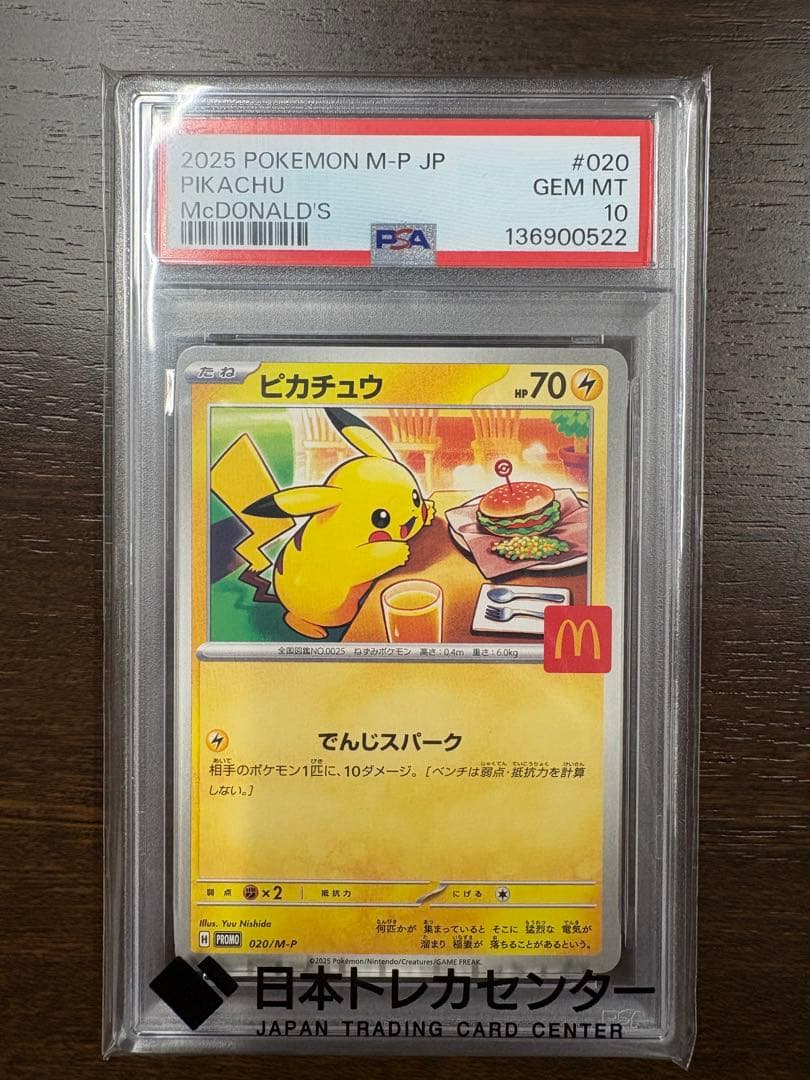 2025 POKEMON M-P JP #020
PIKACHU GEM MT
McDONALD'S 10
PSA 136900522
たね ピカチュウ HP70
全国図鑑NO.0025 ねずみポケモン 高さ:0.4m 重さ:6.0kg
でんじスパーク
相手のポケモン1匹に、10ダメージ。[ベンチは弱点・抵抗力を計算
しない。]
弱点 ×2 抵抗力 にげる
Illus. Yuu Nishida
何匹かが 集まっていると そこに 猛烈な 電気が
溜まり 稲妻が 落ちることがあるという。
H PROMO 020/M-P
©2025 Pokémon/Nintendo/Creatures/GAME FREAK.
日本トレカセンター
JAPAN TRADING CARD CENTER